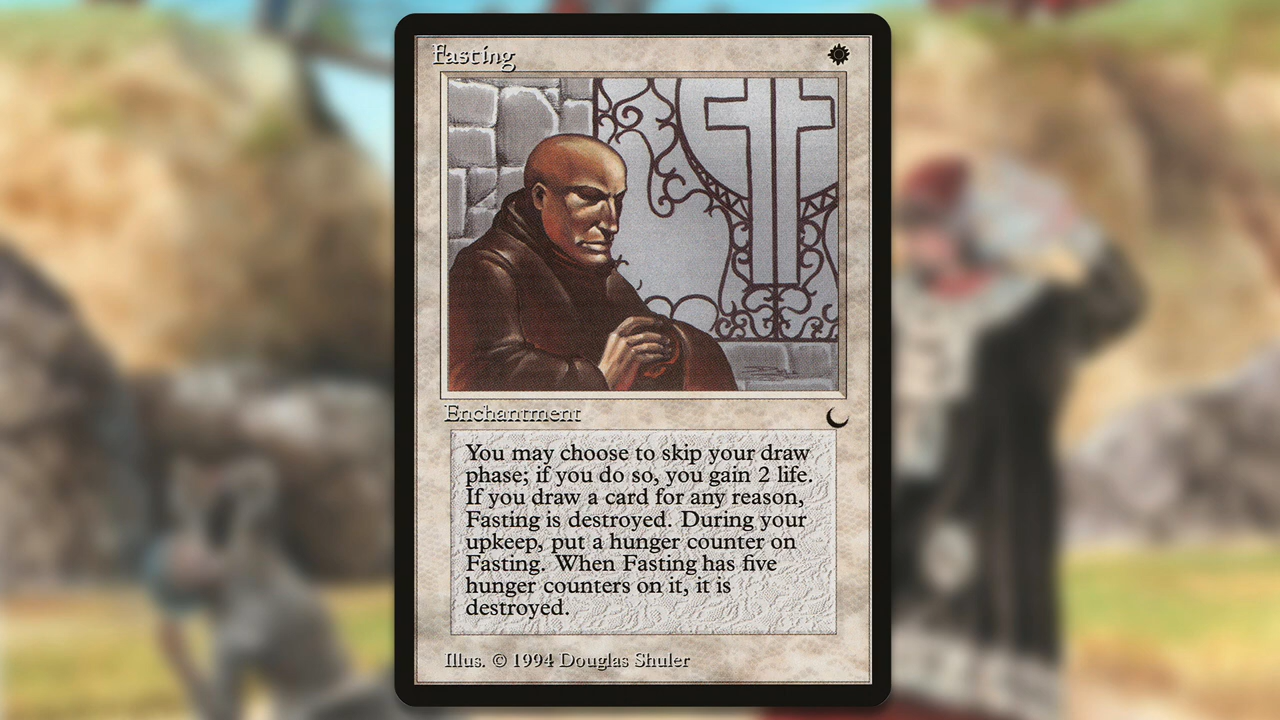 Fasting
Enchantment
You may choose to skip your draw
phase; if you do so, you gain 2 life.
If you draw a card for any reason,
Fasting is destroyed. During your
upkeep, put a hunger counter on
Fasting. When Fasting has five
hunger counters on it, it is
destroyed.
Illus. © 1994 Douglas Shuler